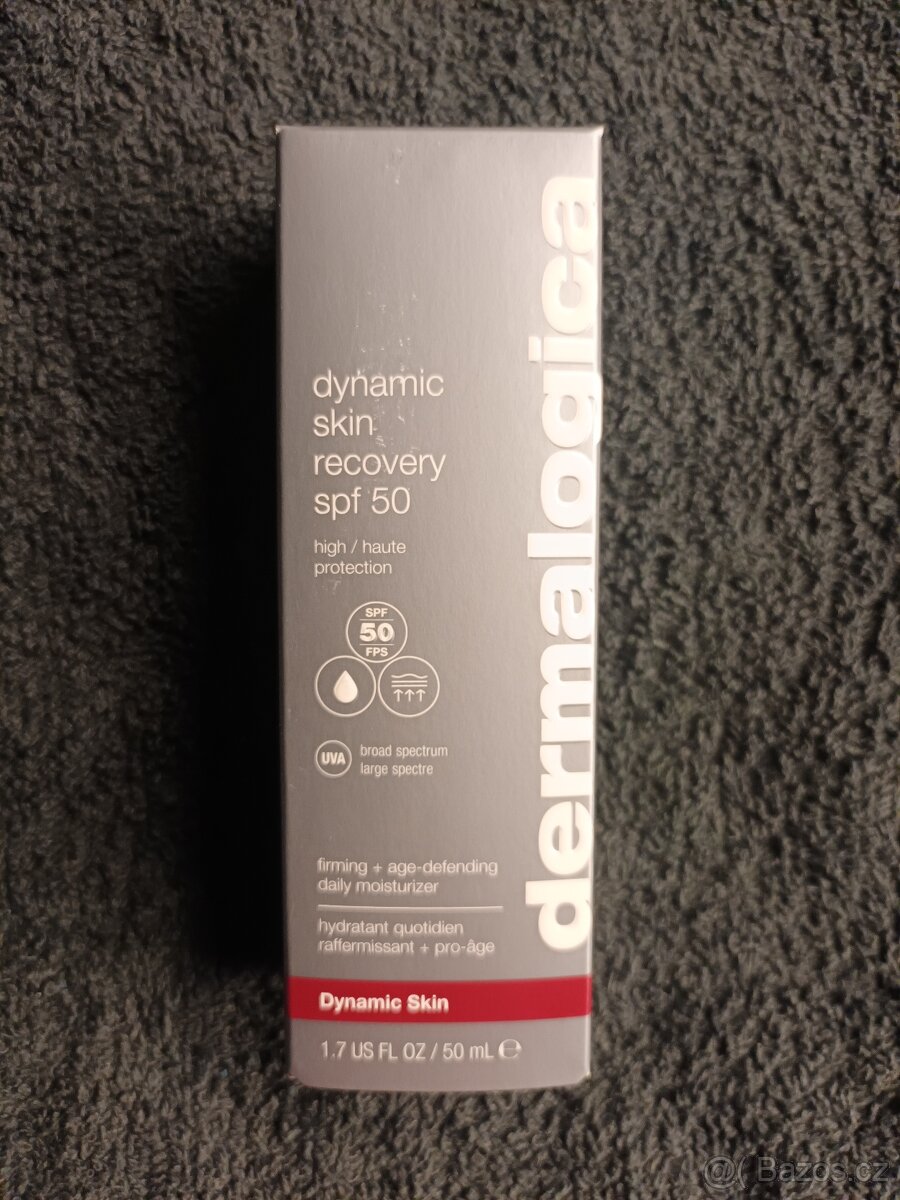 dermalogica
dynamic
skin
recovery
spf 50
high / haute
protection
SPF
50
FPS
UVA
broad spectrum
large spectre
firming + age-defending
daily moisturizer
hydratant quotidien
raffermissant + pro-âge
Dynamic Skin
1.7 US FL OZ / 50 mL ℮
@( Bazos.cz